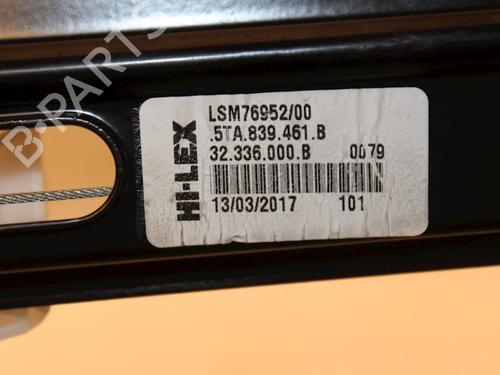 B-PARTS
HI-LEX
LSM76952/00
.5TA.839.461.B
32.336.000.B 0079
13/03/2017 101